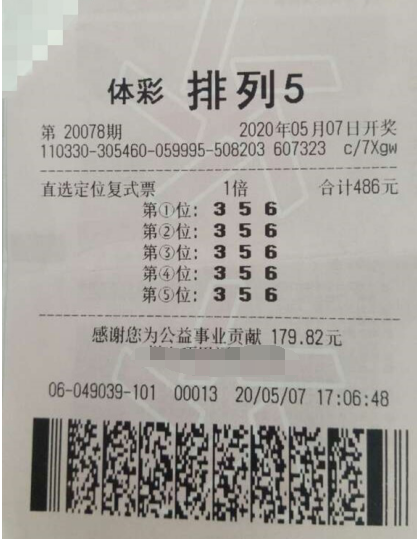 体彩 排列5
第 20078期 2020年05月07日开奖
110330-305460-059995-508203 607323 c/7Xgw
直选定位复式票 1倍 合计486元
第①位: 3 5 6
第②位: 3 5 6
第③位: 3 5 6
第④位: 3 5 6
第⑤位: 3 5 6
感谢您为公益事业贡献 179.82元
06-049039-101 00013 20/05/07 17:06:48